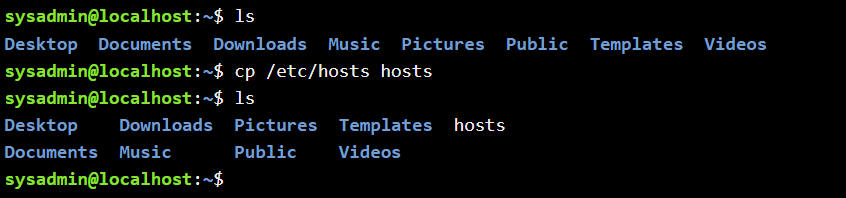 sysadmin@localhost:~$ ls
Desktop  Documents  Downloads  Music  Pictures  Public  Templates  Videos
sysadmin@localhost:~$ cp /etc/hosts hosts
sysadmin@localhost:~$ ls
Desktop    Downloads  Pictures  Templates  hosts
Documents  Music      Public    Videos
sysadmin@localhost:~$